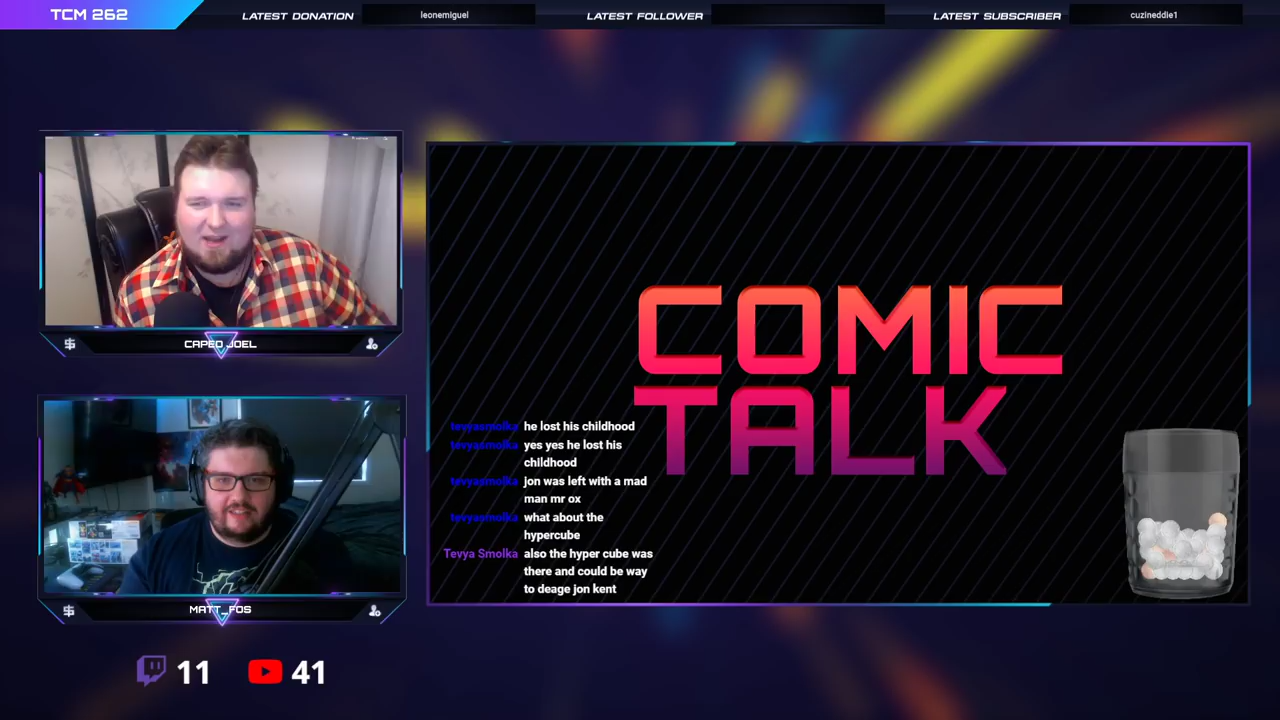 TCM 262
LATEST DONATION
leonemiguel
LATEST FOLLOWER
LATEST SUBSCRIBER
cuzineddie1
CAPED JOEL
MATT_FOS
11
41
COMIC
TALK
tevyasmolka he lost his childhood
tevyasmolka yes yes he lost his
childhood
tevyasmolka jon was left with a mad
man mr ox
tevyasmolka what about the
hypercube
Tevya Smolka also the hyper cube was
there and could be way
to deage jon kent